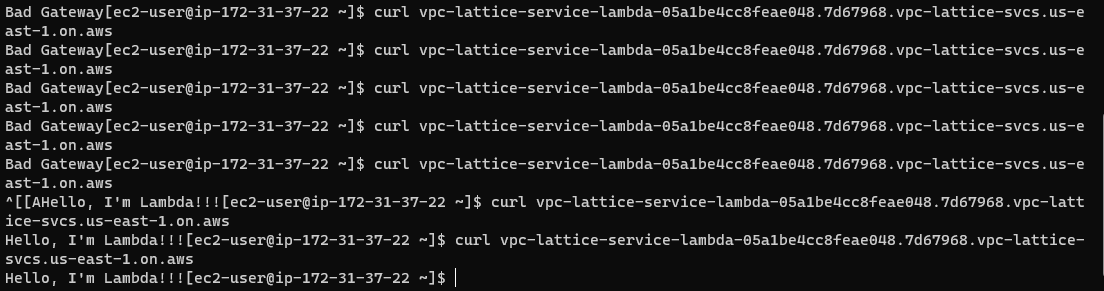 Bad Gateway[ec2-user@ip-172-31-37-22 ~]$ curl vpc-lattice-service-lambda-05a1be4cc8feae048.7d67968.vpc-lattice-svcs.us-e
ast-1.on.aws
Bad Gateway[ec2-user@ip-172-31-37-22 ~]$ curl vpc-lattice-service-lambda-05a1be4cc8feae048.7d67968.vpc-lattice-svcs.us-e
ast-1.on.aws
Bad Gateway[ec2-user@ip-172-31-37-22 ~]$ curl vpc-lattice-service-lambda-05a1be4cc8feae048.7d67968.vpc-lattice-svcs.us-e
ast-1.on.aws
Bad Gateway[ec2-user@ip-172-31-37-22 ~]$ curl vpc-lattice-service-lambda-05a1be4cc8feae048.7d67968.vpc-lattice-svcs.us-e
ast-1.on.aws
Bad Gateway[ec2-user@ip-172-31-37-22 ~]$ curl vpc-lattice-service-lambda-05a1be4cc8feae048.7d67968.vpc-lattice-svcs.us-e
ast-1.on.aws
^[[AHello, I'm Lambda!!![ec2-user@ip-172-31-37-22 ~]$ curl vpc-lattice-service-lambda-05a1be4cc8feae048.7d67968.vpc-latt
ice-svcs.us-east-1.on.aws
Hello, I'm Lambda!!![ec2-user@ip-172-31-37-22 ~]$ curl vpc-lattice-service-lambda-05a1be4cc8feae048.7d67968.vpc-lattice-
svcs.us-east-1.on.aws
Hello, I'm Lambda!!![ec2-user@ip-172-31-37-22 ~]$